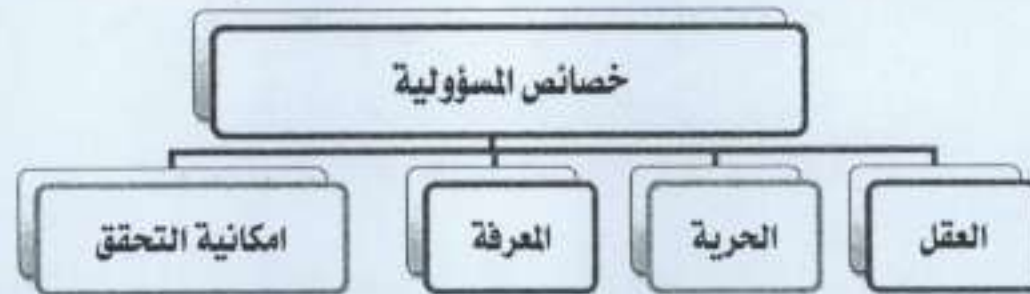 خصائص المسؤولية
العقل
الحرية
المعرفة
امكانية التحقق